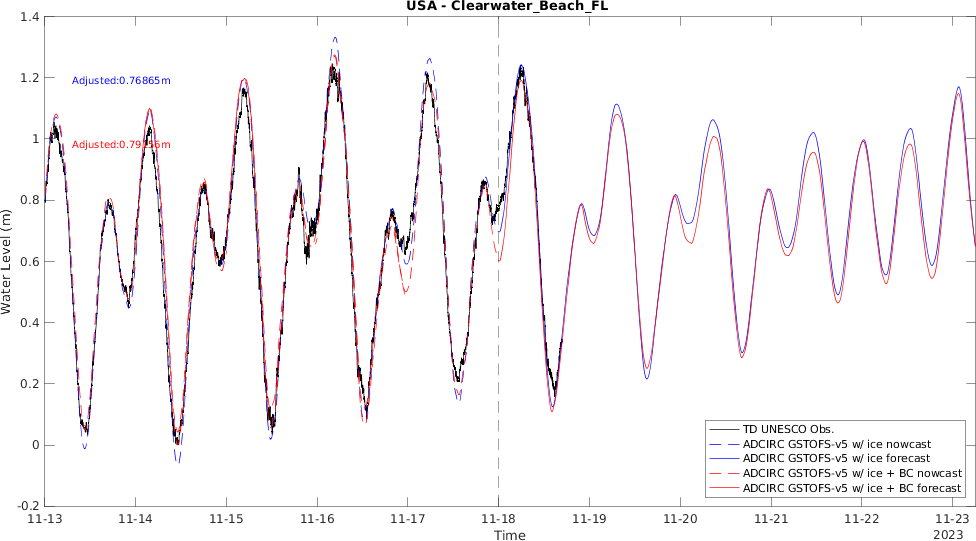 USA - Clearwater_Beach_FL
1.4
1.2
1
0.8
0.6
0.4
0.2
0
-0.2
Water Level (m)
Adjusted:0.76865m
11-13
11-14
11-15
11-16
11-17
11-18
11-19
11-20
11-21
11-22
11-23
Time
2023
TD UNESCO Obs.
ADCIRC GSTOFS-v5 w/ ice nowcast
ADCIRC GSTOFS-v5 w/ ice forecast
ADCIRC GSTOFS-v5 w/ ice + BC nowcast
ADCIRC GSTOFS-v5 w/ ice + BC forecast